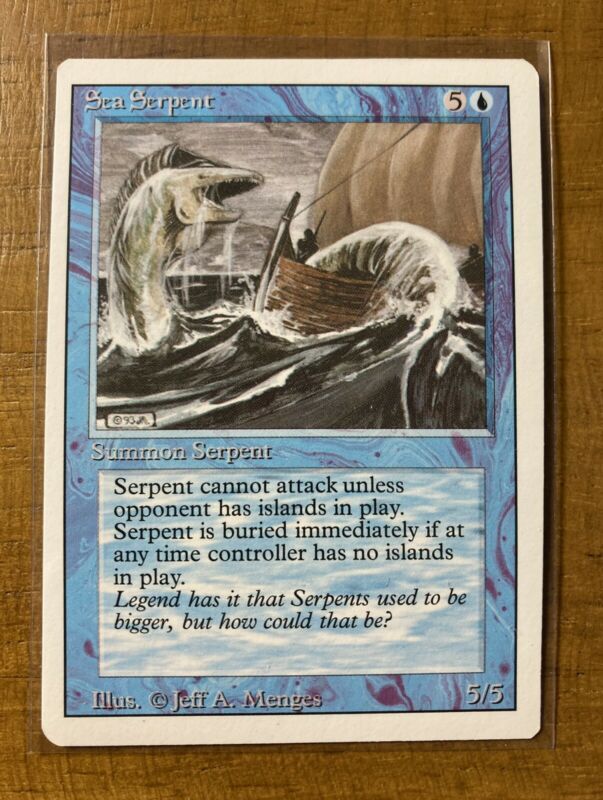 Sea Serpent 5
©93
Summon Serpent
Serpent cannot attack unless
opponent has islands in play.
Serpent is buried immediately if at
any time controller has no islands
in play.
Legend has it that Serpents used to be
bigger, but how could that be?
Illus. © Jeff A. Menges 5/5